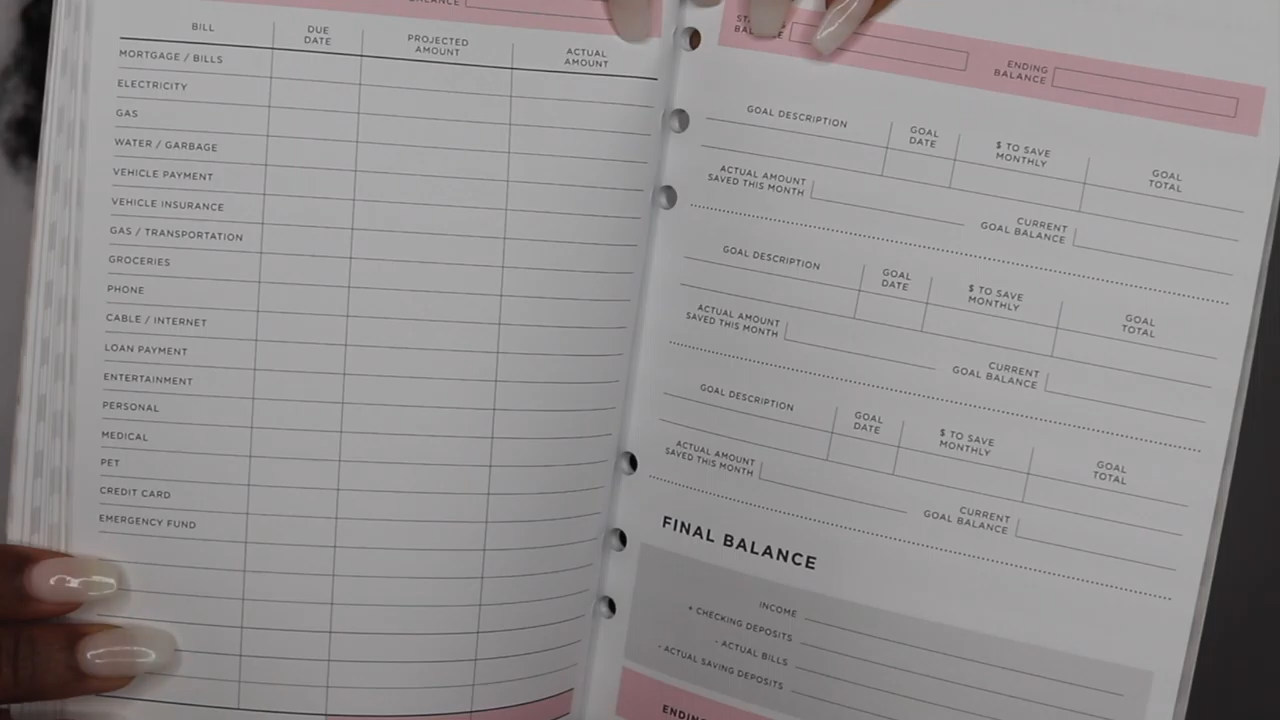 BALANCE
BILL
DUE
DATE
PROJECTED
AMOUNT
ACTUAL
AMOUNT
MORTGAGE / BILLS
ELECTRICITY
GAS
WATER / GARBAGE
VEHICLE PAYMENT
VEHICLE INSURANCE
GAS / TRANSPORTATION
GROCERIES
PHONE
CABLE / INTERNET
LOAN PAYMENT
ENTERTAINMENT
PERSONAL
MEDICAL
PET
CREDIT CARD
EMERGENCY FUND
BALANCE
ENDING
BALANCE
GOAL DESCRIPTION
GOAL
DATE
$ TO SAVE
MONTHLY
GOAL
TOTAL
ACTUAL AMOUNT
SAVED THIS MONTH
CURRENT
GOAL BALANCE
GOAL DESCRIPTION
GOAL
DATE
$ TO SAVE
MONTHLY
GOAL
TOTAL
ACTUAL AMOUNT
SAVED THIS MONTH
CURRENT
GOAL BALANCE
GOAL DESCRIPTION
GOAL
DATE
$ TO SAVE
MONTHLY
GOAL
TOTAL
ACTUAL AMOUNT
SAVED THIS MONTH
CURRENT
GOAL BALANCE
FINAL BALANCE
INCOME
+ CHECKING DEPOSITS
- ACTUAL BILLS
- ACTUAL SAVING DEPOSITS
ENDING